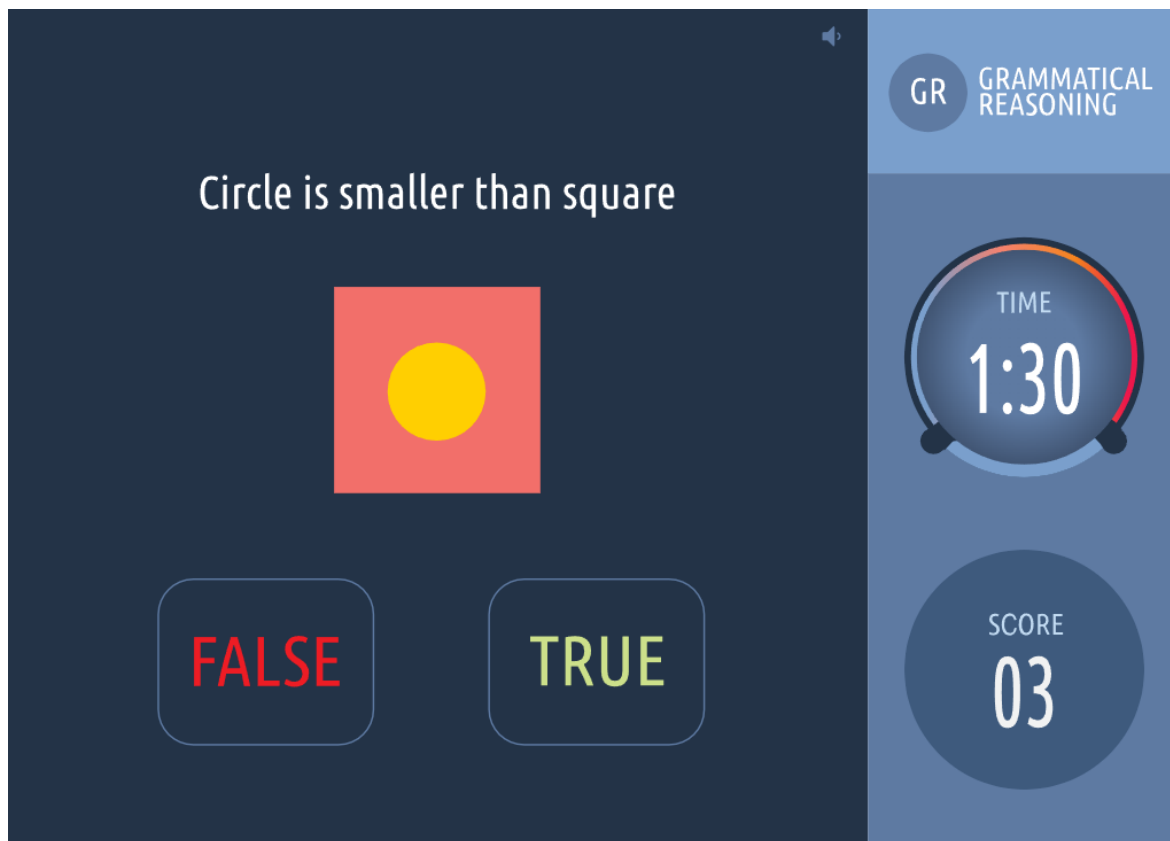 Circle is smaller than square
FALSE
TRUE
GR
GRAMMATICAL
REASONING
TIME
1:30
SCORE
03